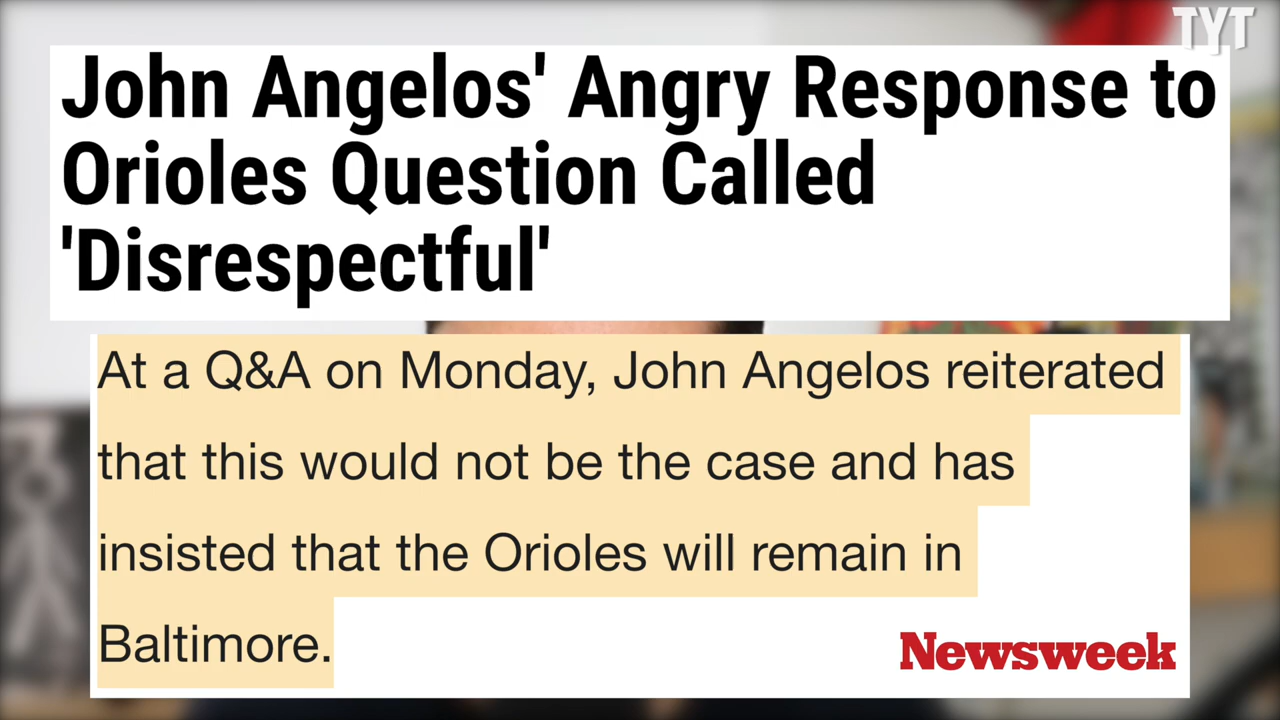 TYT
John Angelos' Angry Response to
Orioles Question Called
'Disrespectful'
At a Q&A on Monday, John Angelos reiterated
that this would not be the case and has
insisted that the Orioles will remain in
Baltimore.
Newsweek